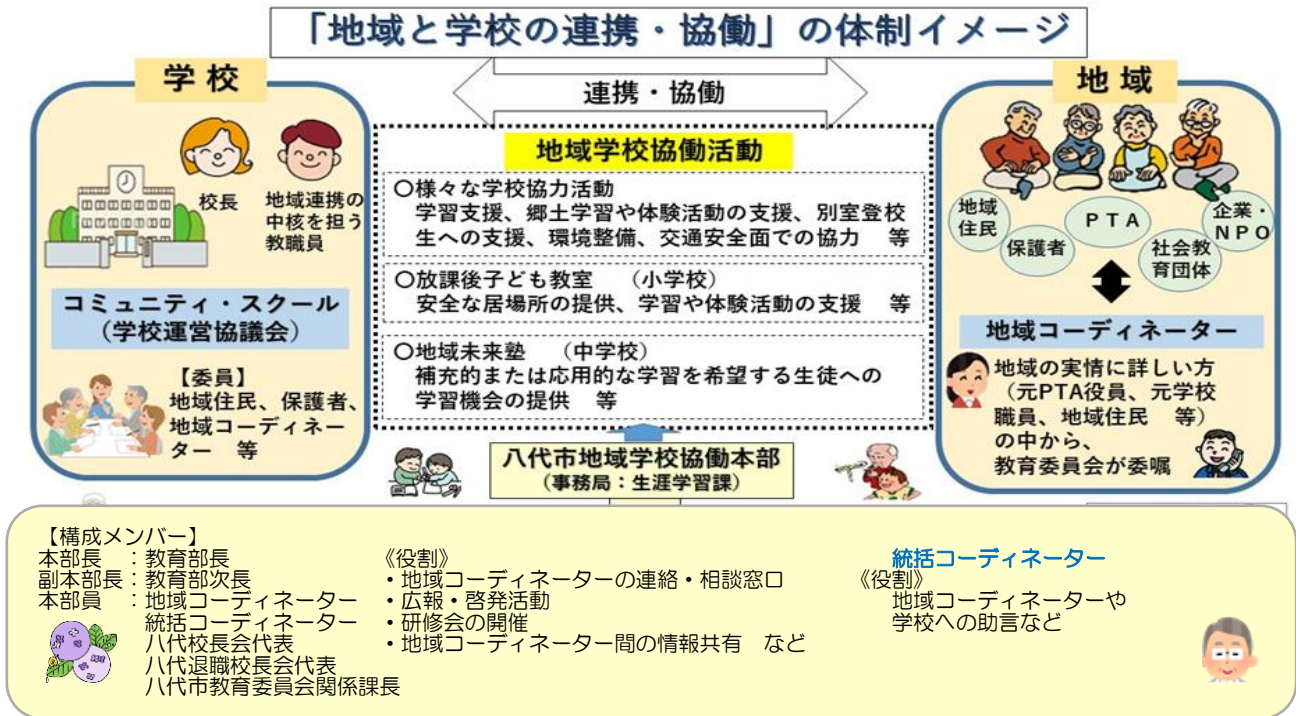 「地域と学校の連携・協働」の体制イメージ
学校
校長
地域連携の
中核を担う
教職員
コミュニティ・スクール
（学校運営協議会）
【委員】
地域住民、保護者、
地域コーディネー
ター　等
連携・協働
地域学校協働活動
〇様々な学校協力活動
学習支援、郷土学習や体験活動の支援、別室登校
生への支援、環境整備、交通安全面での協力　等
〇放課後子ども教室　（小学校）
安全な居場所の提供、学習や体験活動の支援　等
〇地域未来塾　（中学校）
補充的または応用的な学習を希望する生徒への
学習機会の提供　等
八代市地域学校協働本部
（事務局：生涯学習課）
地域
地域
住民
保護者
ＰＴＡ
社会教
育団体
企業・
ＮＰＯ
地域コーディネーター
地域の実情に詳しい方
（元PTA役員、元学校
職員、地域住民　等）
の中から、
教育委員会が委嘱
【構成メンバー】
本部長　：教育部長
副本部長：教育部次長
本部員　：地域コーディネーター
統括コーディネーター
八代校長会代表
八代退職校長会代表
八代市教育委員会関係課長
《役割》
・地域コーディネーターの連絡・相談窓口
・広報・啓発活動
・研修会の開催
・地域コーディネーター間の情報共有　など
統括コーディネーター
《役割》
地域コーディネーターや
学校への助言など